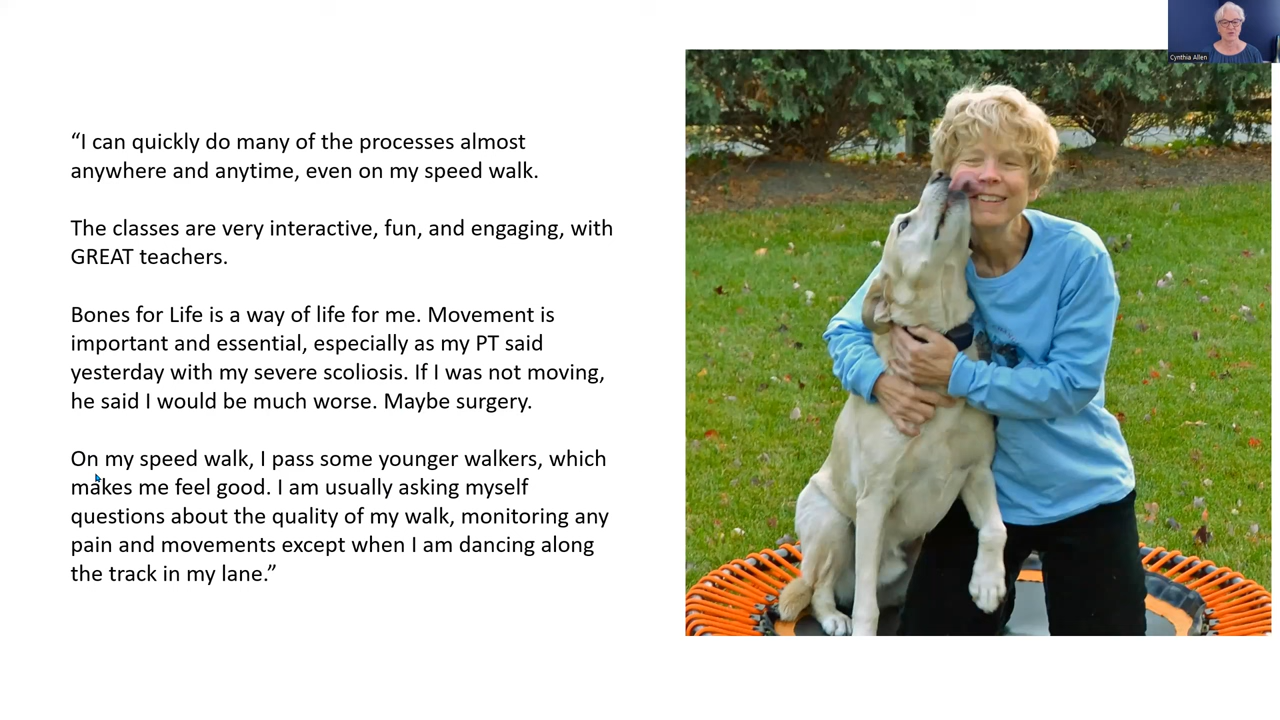 “I can quickly do many of the processes almost
anywhere and anytime, even on my speed walk.
The classes are very interactive, fun, and engaging, with
GREAT teachers.
Bones for Life is a way of life for me. Movement is
important and essential, especially as my PT said
yesterday with my severe scoliosis. If I was not moving,
he said I would be much worse. Maybe surgery.
On my speed walk, I pass some younger walkers, which
makes me feel good. I am usually asking myself
questions about the quality of my walk, monitoring any
pain and movements except when I am dancing along
the track in my lane.”
Cynthia Allen